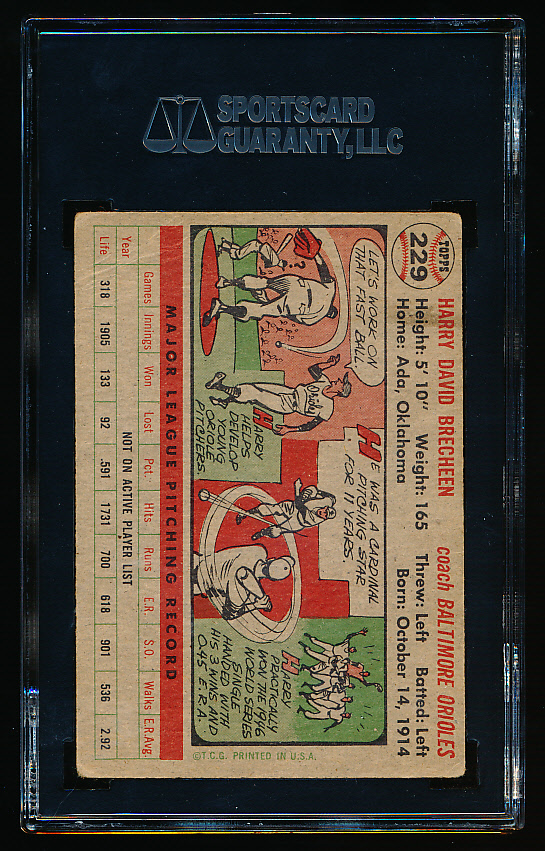 SPORTSCARD
GUARANTY, LLC
TOPPS
229
HARRY DAVID BRECHEEN coach BALTIMORE ORIOLES
Height: 5' 10" Weight: 165 Threw: Left Batted: Left
Home: Ada, Oklahoma Born: October 14, 1914
LET'S WORK ON
THAT FAST BALL.
?
Orioles
HARRY
HELPS
DEVELOP
YOUNG
ORIOLES
PITCHERS.
HE WAS A CARDINAL
PITCHING STAR
FOR 11 YEARS.
HARRY
PRACTICALLY
WON THE 1946
WORLD SERIES
SINGLE
HANDED WITH
HIS 3 WINS AND
0.45 E.R.A.
©T.C.G. PRINTED IN U.S.A.
MAJOR LEAGUE PITCHING RECORD
Year Games Innings Won Lost Pct. Hits Runs E.R. S.O. Walks E.R.Avg.
NOT ON ACTIVE PLAYER LIST
Life 318 1905 133 92 .591 1731 700 618 901 536 2.92